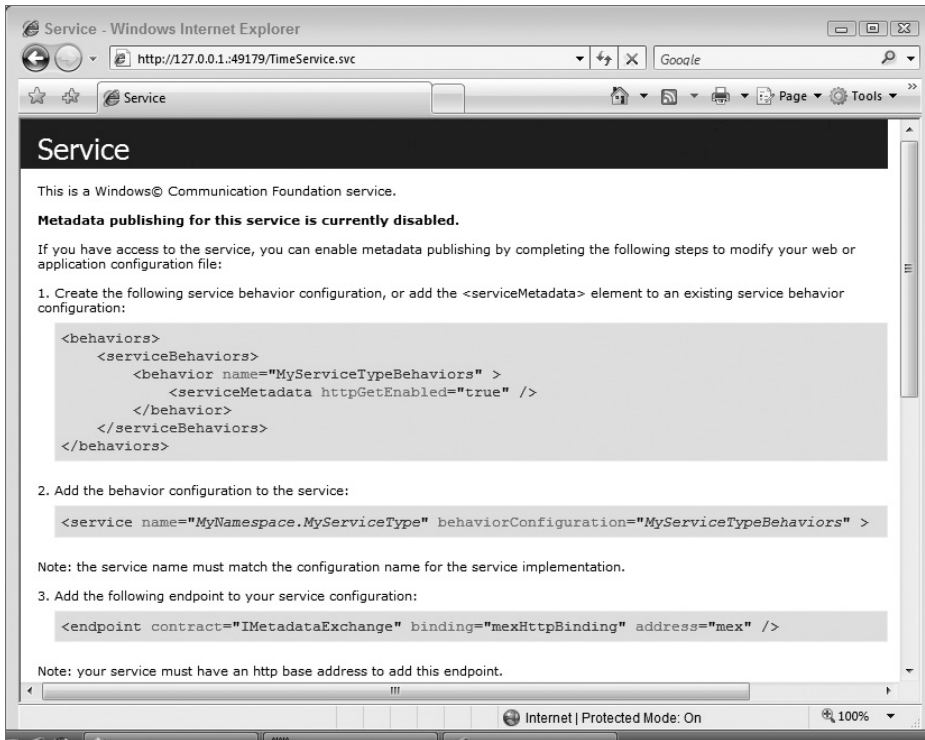 Service - Windows Internet Explorer
http://127.0.0.1.:49179/TimeService.svc
Google
Service
Page
Tools
Service
This is a Windows© Communication Foundation service.
Metadata publishing for this service is currently disabled.
If you have access to the service, you can enable metadata publishing by completing the following steps to modify your web or
application configuration file:
1. Create the following service behavior configuration, or add the <serviceMetadata> element to an existing service behavior
configuration:
<behaviors>
<serviceBehaviors>
<behavior name="MyServiceTypeBehaviors" >
<serviceMetadata httpGetEnabled="true" />
</behavior>
</serviceBehaviors>
</behaviors>
2. Add the behavior configuration to the service:
<service name="MyNamespace.MyServiceType" behaviorConfiguration="MyServiceTypeBehaviors" >
Note: the service name must match the configuration name for the service implementation.
3. Add the following endpoint to your service configuration:
<endpoint contract="IMetadataExchange" binding="mexHttpBinding" address="mex" />
Note: your service must have an http base address to add this endpoint.
Internet | Protected Mode: On
100%